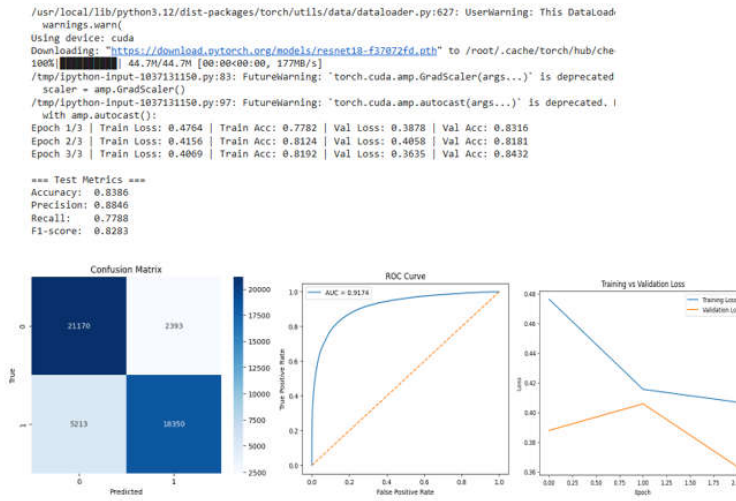 /usr/local/lib/python3.12/dist-packages/torch/utils/data/dataloader.py:627: UserWarning: This DataLoad
warnings.warn(
Using device: cuda
Downloading: "https://download.pytorch.org/models/resnet18-f37072fd.pth" to /root/.cache/torch/hub/che
100%|██████████| 44.7M/44.7M [00:00<00:00, 177MB/s]
/tmp/ipython-input-1037131150.py:83: FutureWarning: `torch.cuda.amp.GradScaler(args...)` is deprecated
scaler = amp.GradScaler()
/tmp/ipython-input-1037131150.py:97: FutureWarning: `torch.cuda.amp.autocast(args...)` is deprecated.
with amp.autocast():
Epoch 1/3 | Train Loss: 0.4764 | Train Acc: 0.7782 | Val Loss: 0.3878 | Val Acc: 0.8316
Epoch 2/3 | Train Loss: 0.4156 | Train Acc: 0.8124 | Val Loss: 0.4058 | Val Acc: 0.8181
Epoch 3/3 | Train Loss: 0.4069 | Train Acc: 0.8192 | Val Loss: 0.3635 | Val Acc: 0.8432
=== Test Metrics ===
Accuracy: 0.8386
Precision: 0.8846
Recall: 0.7788
F1-score: 0.8283
Confusion Matrix
21170
2393
5213
18350
True
0
1
0
1
Predicted
20000
17500
15000
12500
10000
7500
5000
2500
ROC Curve
AUC = 0.9174
True Positive Rate
1.0
0.8
0.6
0.4
0.2
0.0
0.0
0.2
0.4
0.6
0.8
1.0
False Positive Rate
Training vs Validation Loss
Training Loss
Validation Lo
Loss
0.48
0.46
0.44
0.42
0.40
0.38
0.36
0.00
0.25
0.50
0.75
1.00
1.25
1.50
1.75
2.
Epoch